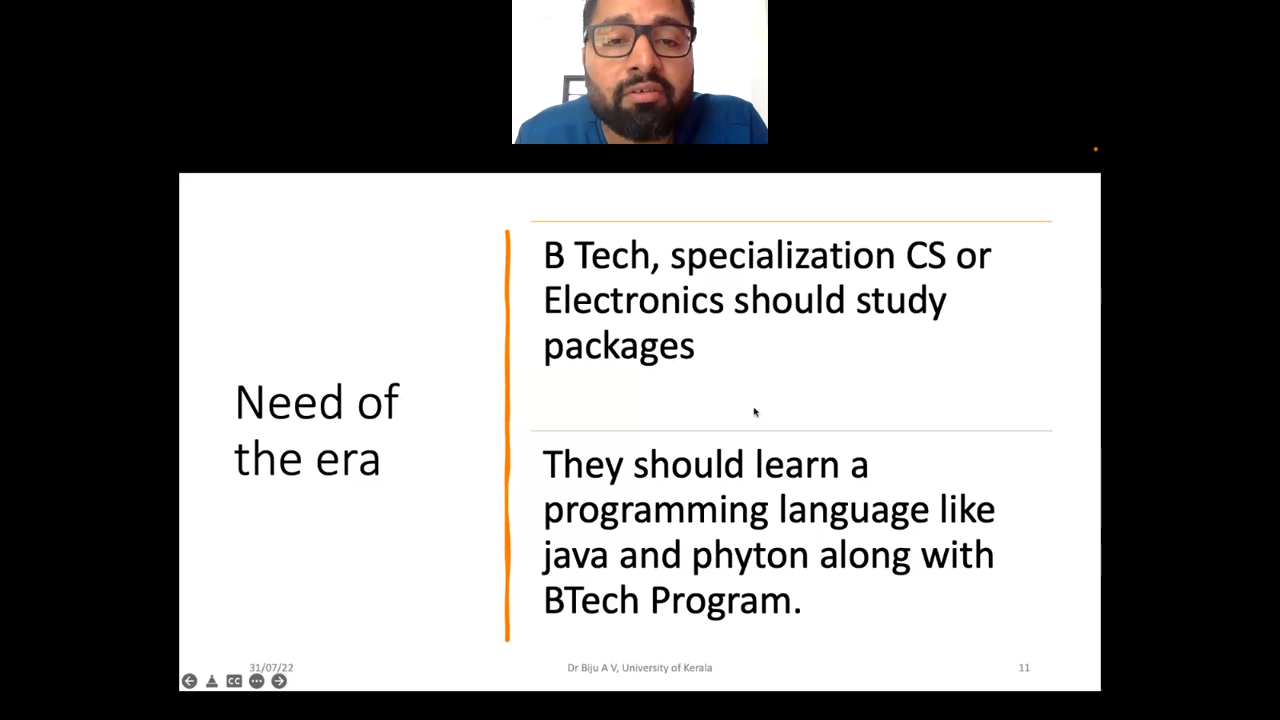 B Tech, specialization CS or
Electronics should study
packages
Need of
the era
They should learn a
programming language like
java and phyton along with
BTech Program.
31/07/22
Dr Biju A V, University of Kerala
11
CC